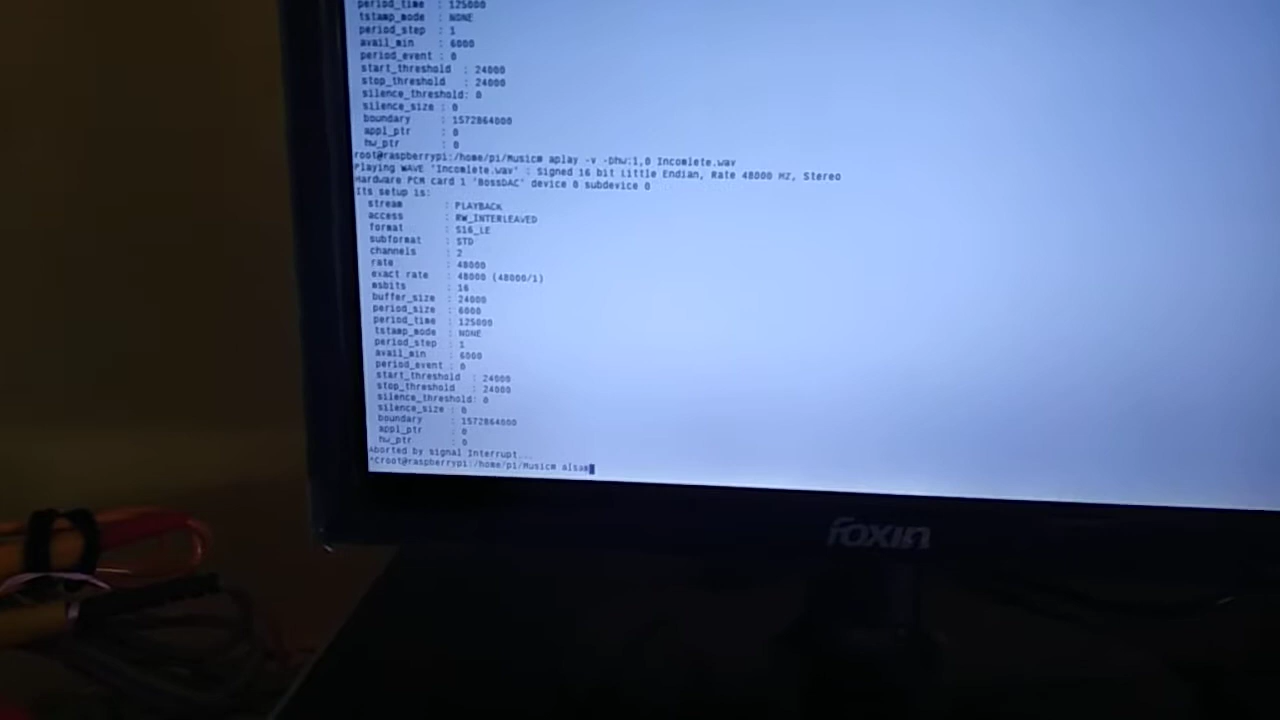 period_time : 125000
tstamp_mode : NONE
period_step : 1
avail_min : 6000
period_event : 0
start_threshold : 24000
stop_threshold : 24000
silence_threshold: 0
silence_size : 0
boundary : 1572864000
appl_ptr : 0
hw_ptr : 0
root@raspberrypi:/home/pi/Music# aplay -v -Dhw:1,0 Incomlete.wav
Playing WAVE 'Incomlete.wav' : Signed 16 bit Little Endian, Rate 48000 Hz, Stereo
Hardware PCM card 1 'BossDAC' device 0 subdevice 0
Its setup is:
stream : PLAYBACK
access : RW_INTERLEAVED
format : S16_LE
subformat : STD
channels : 2
rate : 48000
exact rate : 48000 (48000/1)
msbits : 16
buffer_size : 24000
period_size : 6000
period_time : 125000
tstamp_mode : NONE
period_step : 1
avail_min : 6000
period_event : 0
start_threshold : 24000
stop_threshold : 24000
silence_threshold: 0
silence_size : 0
boundary : 1572864000
appl_ptr : 0
hw_ptr : 0
Aborted by signal Interrupt...
^Croot@raspberrypi:/home/pi/Music# alsam
foxin